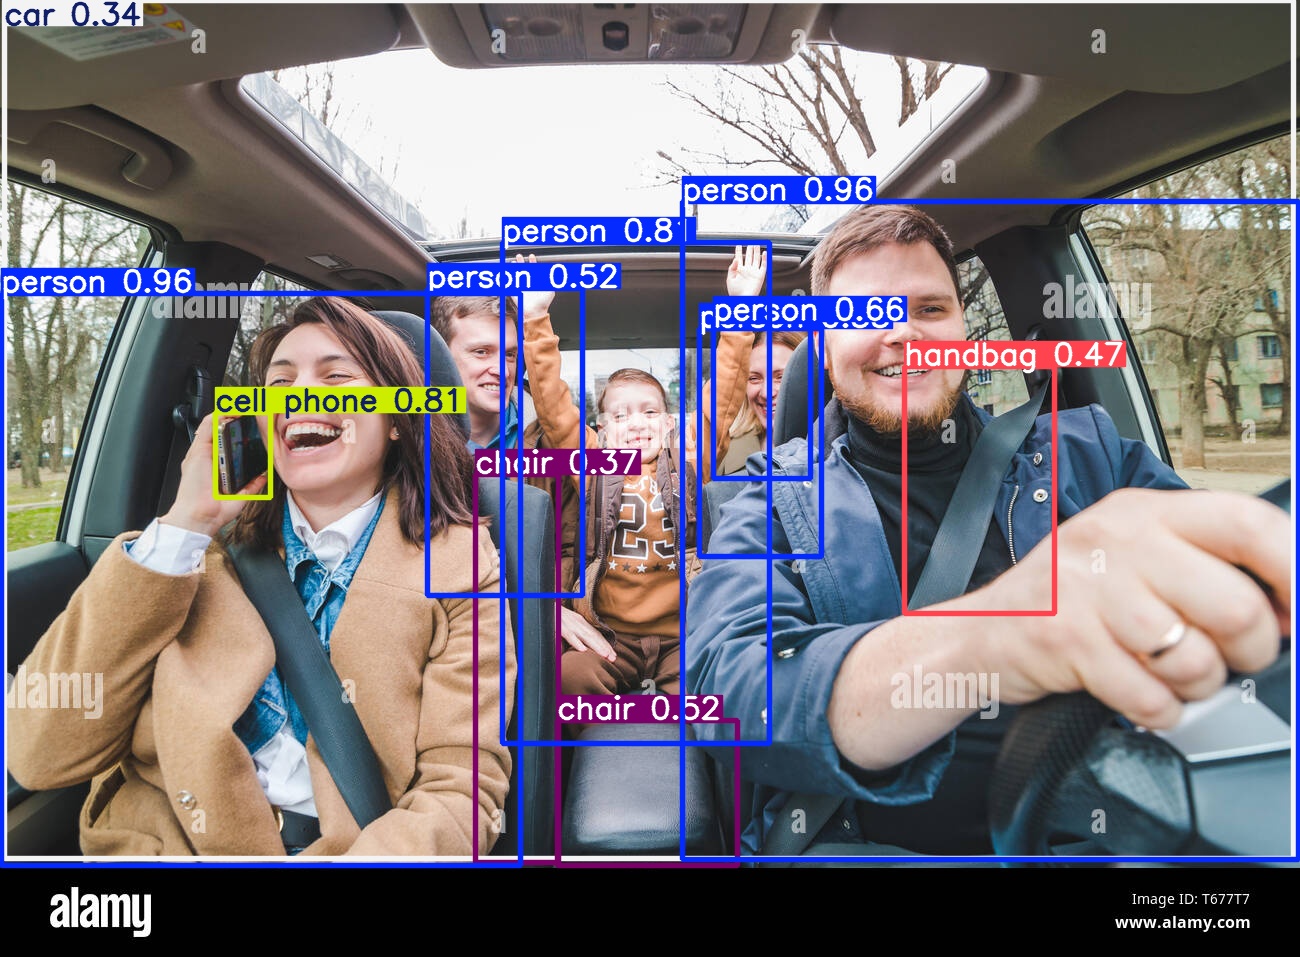 car 0.34
person 0.96
person 0.81
person 0.52
person 0.96
person 0.66
handbag 0.47
cell phone 0.81
chair 0.37
23
chair 0.52
alamy
alamy
alamy
alamy
alamy
Image ID: T677T7
www.alamy.com